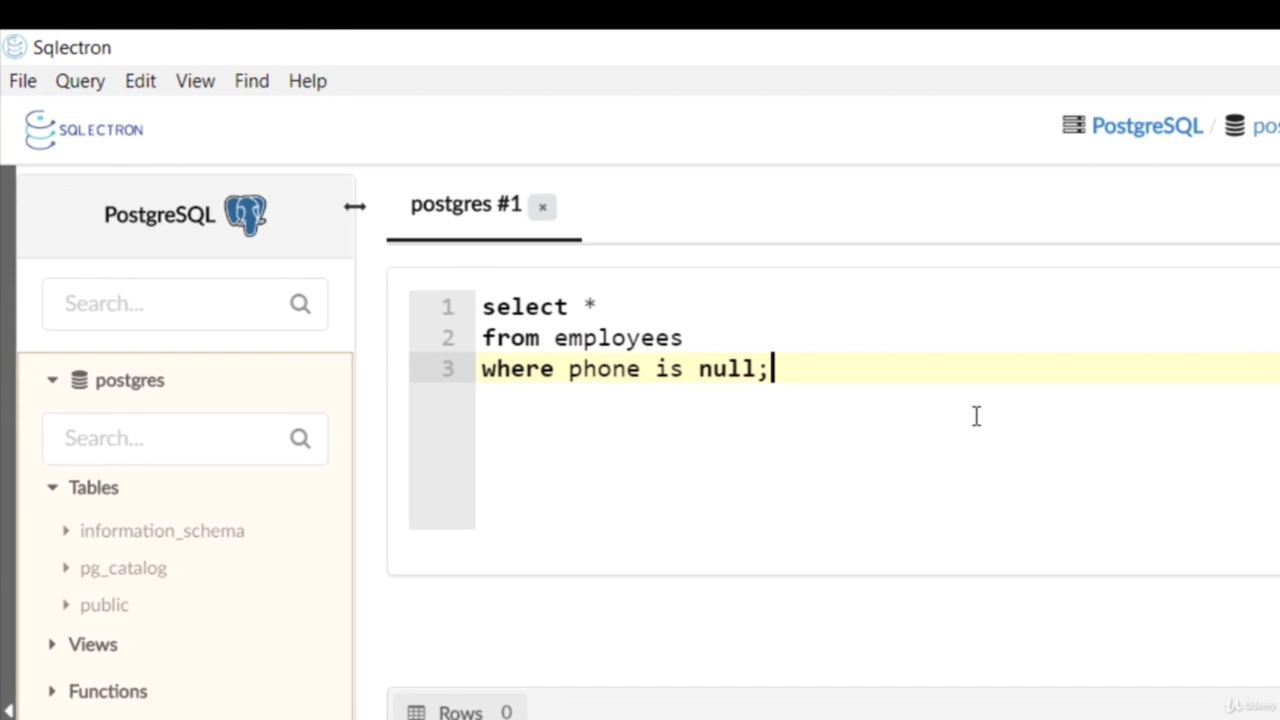 Sqlectron
File Query Edit View Find Help
SQLECTRON
PostgreSQL / pos
PostgreSQL
postgres #1 ×
Search...
1 select *
2 from employees
3 where phone is null;
postgres
Search...
Tables
information_schema
pg_catalog
public
Views
Functions
Rows 0
Udemy